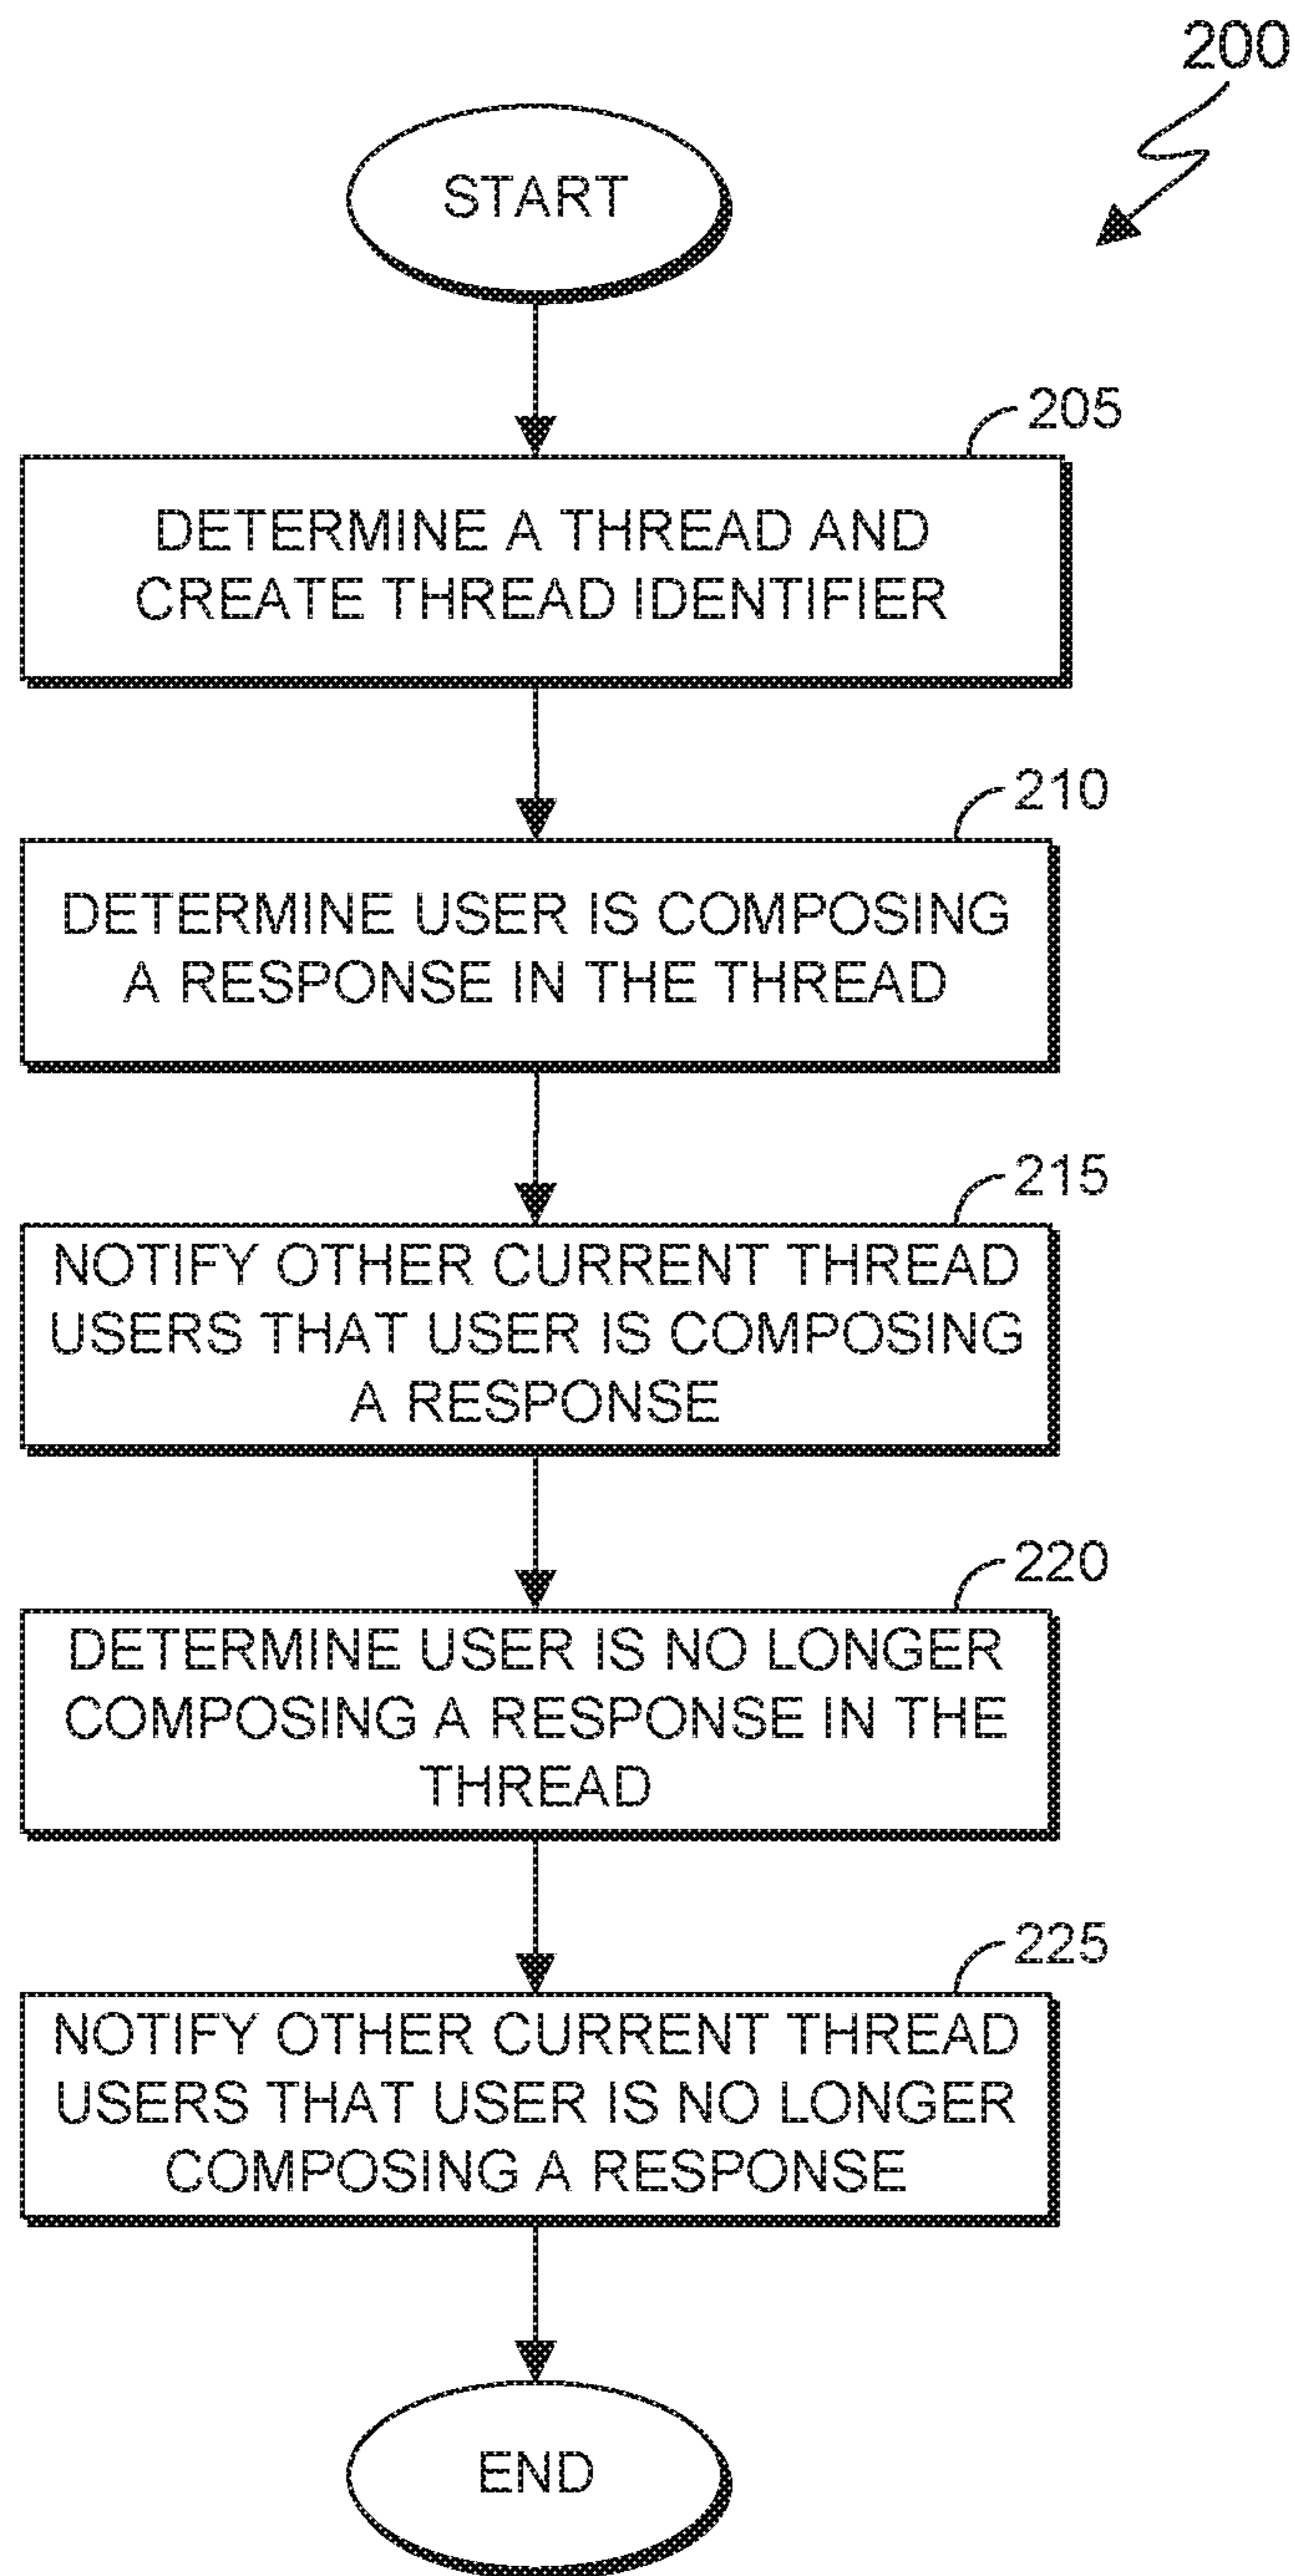 200
START
205
DETERMINE A THREAD AND
CREATE THREAD IDENTIFIER
210
DETERMINE USER IS COMPOSING
A RESPONSE IN THE THREAD
215
NOTIFY OTHER CURRENT THREAD
USERS THAT USER IS COMPOSING
A RESPONSE
220
DETERMINE USER IS NO LONGER
COMPOSING A RESPONSE IN THE
THREAD
225
NOTIFY OTHER CURRENT THREAD
USERS THAT USER IS NO LONGER
COMPOSING A RESPONSE
END